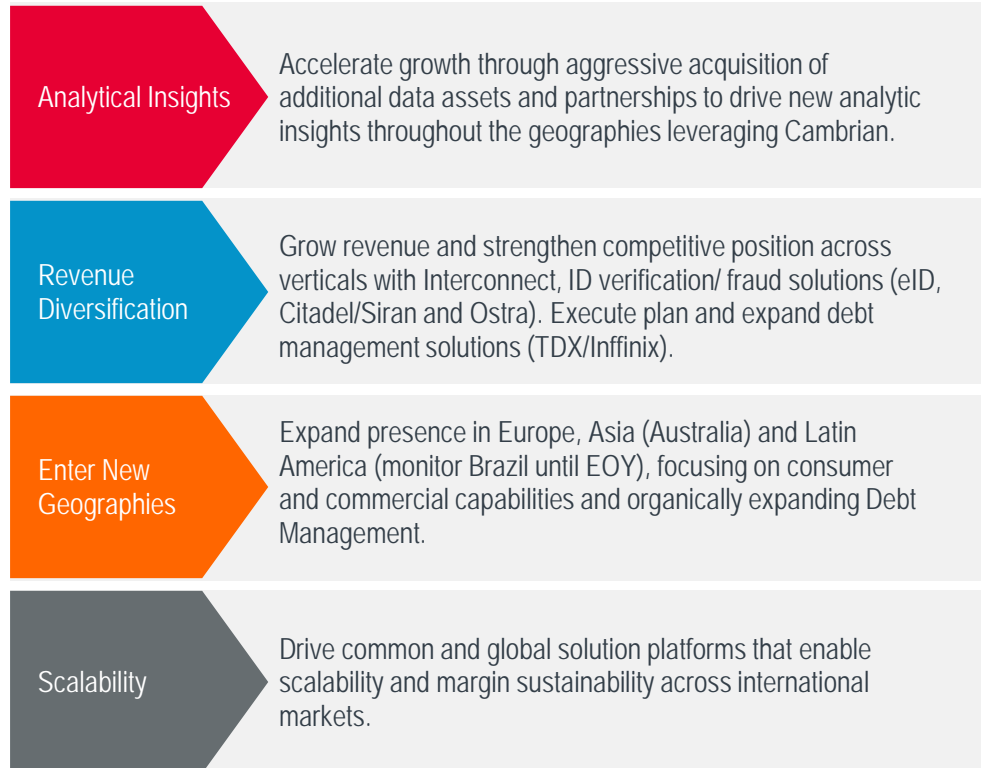 Analytical Insights
Accelerate growth through aggressive acquisition of
additional data assets and partnerships to drive new analytic
insights throughout the geographies leveraging Cambrian.
Revenue
Diversification
Grow revenue and strengthen competitive position across
verticals with Interconnect, ID verification/ fraud solutions (eID,
Citadel/Siran and Ostra). Execute plan and expand debt
management solutions (TDX/Inffinix).
Enter New
Geographies
Expand presence in Europe, Asia (Australia) and Latin
America (monitor Brazil until EOY), focusing on consumer
and commercial capabilities and organically expanding Debt
Management.
Scalability
Drive common and global solution platforms that enable
scalability and margin sustainability across international
markets.